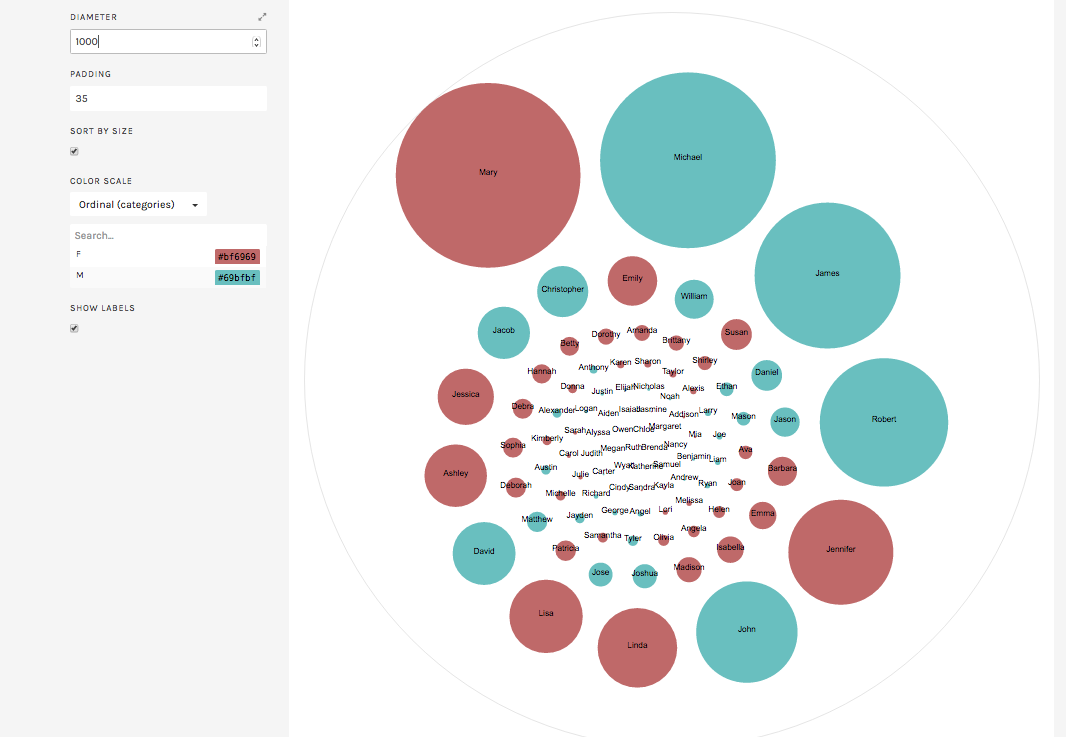 DIAMETER
1000
PADDING
35
SORT BY SIZE
COLOR SCALE
Ordinal (categories)
Search...
F #bf6969
M #69bfbf
SHOW LABELS
Mary
Michael
James
Emily
Christopher
William
Jacob
Susan
Dorothy
Amanda
Brittany
Betty
Karen
Sharon
Shirley
Anthony
Hannah
Taylor
Daniel
Donna
Justin
Elijah
Nicholas
Alexis
Ethan
Jessica
Noah
Debra
Alexander
Logan
Aiden
Isaiah
Jasmine
Addison
Larry
Mason
Jason
Robert
Sarah
Alyssa
Owen
Chloe
Margaret
Mia
Joe
Kimberly
Sophia
Carol
Judith
Megan
Ruth
Brenda
Nancy
Benjamin
Liam
Ava
Ashley
Austin
Julie
Carter
Wyatt
Katherine
Samuel
Andrew
Ryan
Joan
Barbara
Deborah
Michelle
Richard
Cindy
Sandra
Kayla
Melissa
Matthew
Jayden
George
Angel
Lori
Helen
Emma
David
Patricia
Samantha
Tyler
Olivia
Angela
Isabella
Jennifer
Jose
Joshua
Madison
Lisa
Linda
John